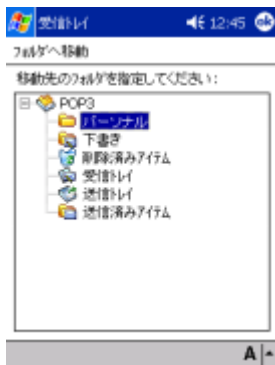 受信トレイ 12:45 ok
フォルダへ移動
移動先のフォルダを指定してください:
POP3
パーソナル
下書き
削除済みアイテム
受信トレイ
送信トレイ
送信済みアイテム
A